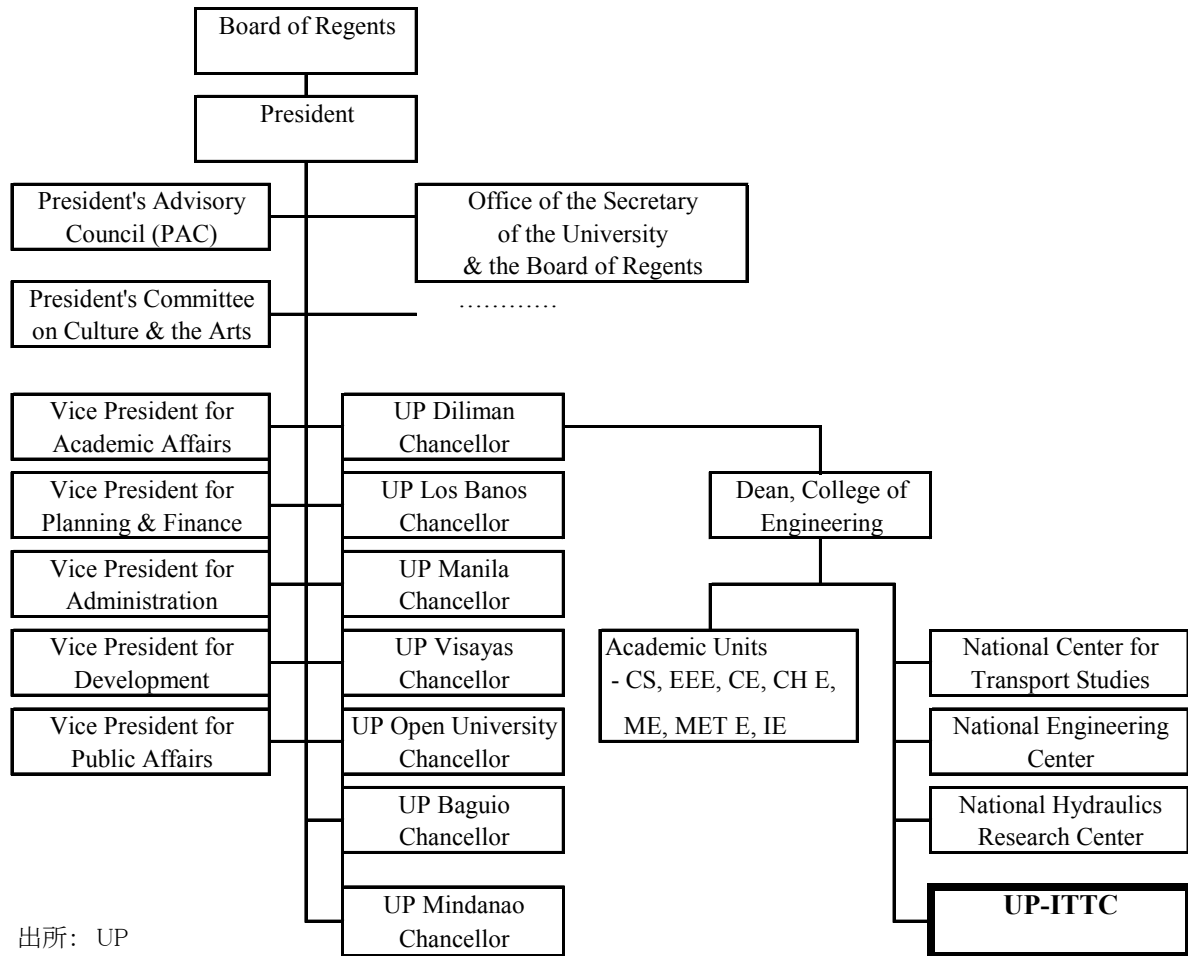 Board of Regents
President
President's Advisory
Council (PAC)
Office of the Secretary
of the University
& the Board of Regents
President's Committee
on Culture & the Arts
…………
Vice President for
Academic Affairs
UP Diliman
Chancellor
Vice President for
Planning & Finance
UP Los Banos
Chancellor
Dean, College of
Engineering
Vice President for
Administration
UP Manila
Chancellor
Vice President for
Development
UP Visayas
Chancellor
Academic Units
- CS, EEE, CE, CH E,
ME, MET E, IE
National Center for
Transport Studies
Vice President for
Public Affairs
UP Open University
Chancellor
National Engineering
Center
UP Baguio
Chancellor
National Hydraulics
Research Center
UP Mindanao
Chancellor
UP-ITTC
出所: UP